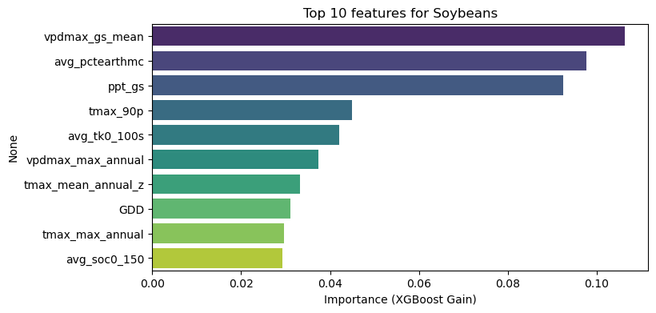 Top 10 features for Soybeans
vpdmax_gs_mean
avg_pctearthmc
ppt_gs
tmax_90p
avg_tk0_100s
vpdmax_max_annual
tmax_mean_annual_z
GDD
tmax_max_annual
avg_soc0_150
None
0.00 0.02 0.04 0.06 0.08 0.10
Importance (XGBoost Gain)